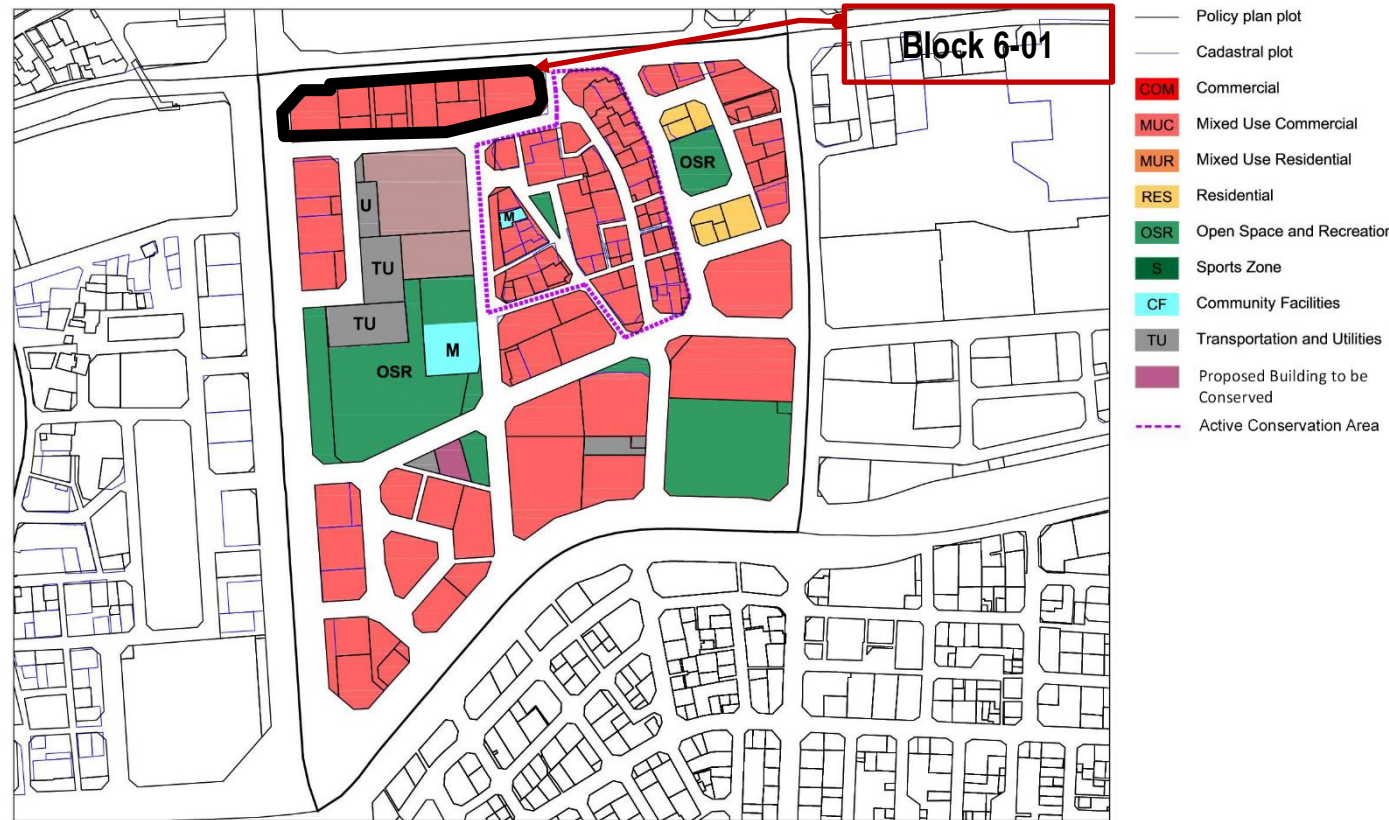 Block 6-01
OSR
M
U
TU
TU
M
OSR
Policy plan plot
Cadastral plot
COM Commercial
MUC Mixed Use Commercial
MUR Mixed Use Residential
RES Residential
OSR Open Space and Recreation
S Sports Zone
CF Community Facilities
TU Transportation and Utilities
Proposed Building to be
Conserved
Active Conservation Area